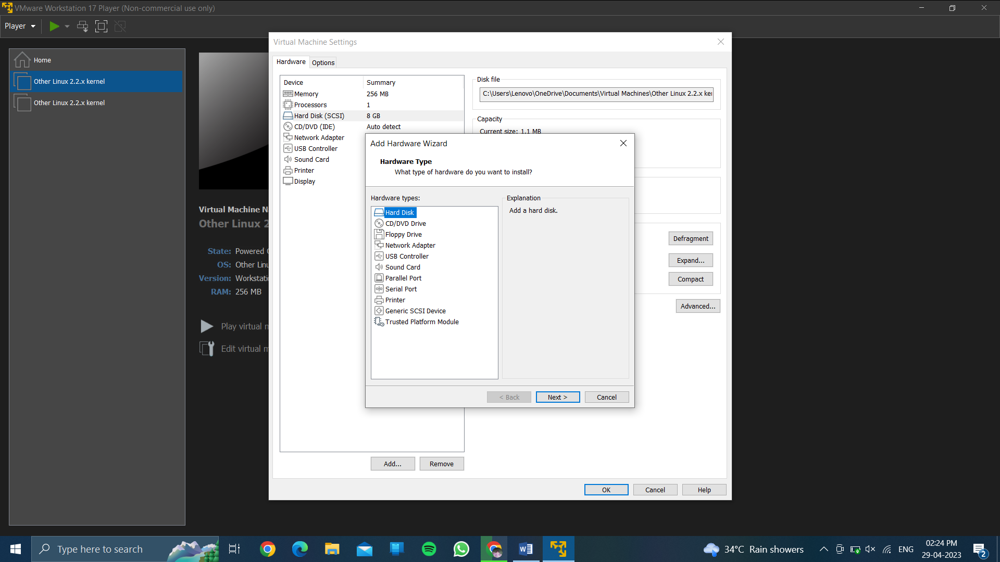 VMware Workstation 17 Player (Non-commercial use only)
Player
Home
Other Linux 2.2.x kernel
Other Linux 2.2.x kernel
Virtual Machine N
Other Linux 2
State: Powered
OS: Other Linu
Version: Workstati
RAM: 256 MB
Play virtual m
Edit virtual m
Virtual Machine Settings
Hardware Options
Device Summary
Memory 256 MB
Processors 1
Hard Disk (SCSI) 8 GB
CD/DVD (IDE) Auto detect
Network Adapter
USB Controller
Sound Card
Printer
Display
Add... Remove
Disk file
C:\Users\Lenovo\OneDrive\Documents\Virtual Machines\Other Linux 2.2.x ker
Capacity
Current size: 1.1 MB
Defragment
Expand...
Compact
Advanced...
OK Cancel Help
Add Hardware Wizard
Hardware Type
What type of hardware do you want to install?
Hardware types:
Hard Disk
CD/DVD Drive
Floppy Drive
Network Adapter
USB Controller
Sound Card
Parallel Port
Serial Port
Printer
Generic SCSI Device
Trusted Platform Module
Explanation
Add a hard disk.
< Back Next > Cancel
Type here to search
34°C Rain showers
ENG
02:24 PM
29-04-2023
2